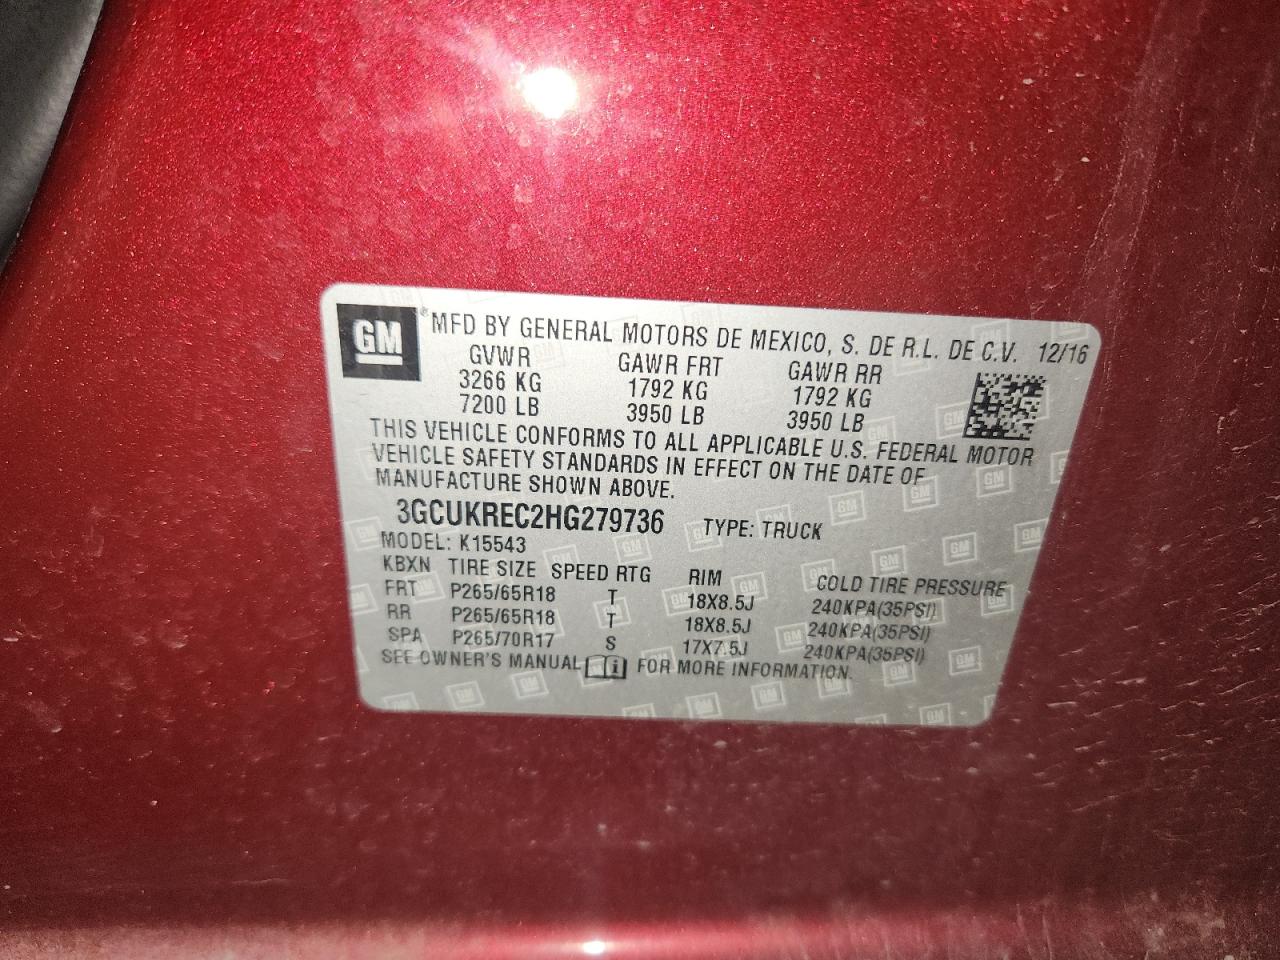 GM
® MFD BY GENERAL MOTORS DE MEXICO, S. DE R.L. DE C.V. 12/16
GVWR GAWR FRT GAWR RR
3266 KG 1792 KG 1792 KG
7200 LB 3950 LB 3950 LB
THIS VEHICLE CONFORMS TO ALL APPLICABLE U.S. FEDERAL MOTOR
VEHICLE SAFETY STANDARDS IN EFFECT ON THE DATE OF
MANUFACTURE SHOWN ABOVE.
3GCUKREC2HG279736 TYPE: TRUCK
MODEL: K15543
KBXN TIRE SIZE SPEED RTG RIM COLD TIRE PRESSURE
FRT P265/65R18 T 18X8.5J 240KPA(35PSI)
RR P265/65R18 T 18X8.5J 240KPA(35PSI)
SPA P265/70R17 S 17X7.5J 240KPA(35PSI)
SEE OWNER'S MANUAL i FOR MORE INFORMATION.